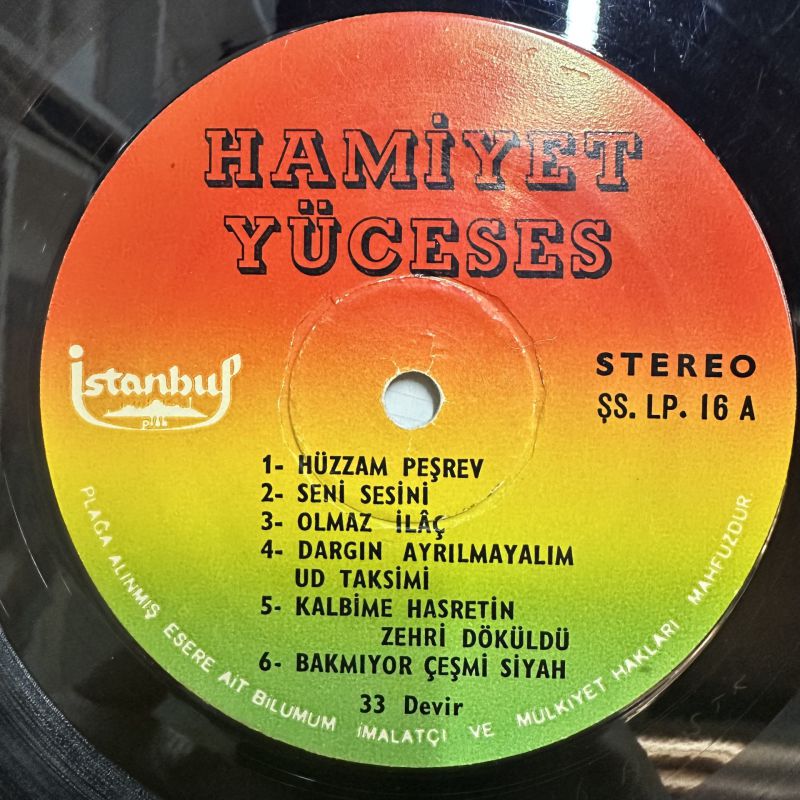 HAMİYET
YÜCESES
istanbul
plak
STEREO
ŞS. LP. 16 A
1- HÜZZAM PEŞREV
2- SENİ SESİNİ
3- OLMAZ İLÂÇ
4- DARGIN AYRILMAYALIM
UD TAKSİMİ
5- KALBİME HASRETİN
ZEHRİ DÖKÜLDÜ
6- BAKMIYOR ÇEŞMİ SİYAH
33 Devir
PLAĞA ALINMIŞ ESERE AİT BİLUMUM İMALATÇI VE MÜLKİYET HAKLARI MAHFUZDUR